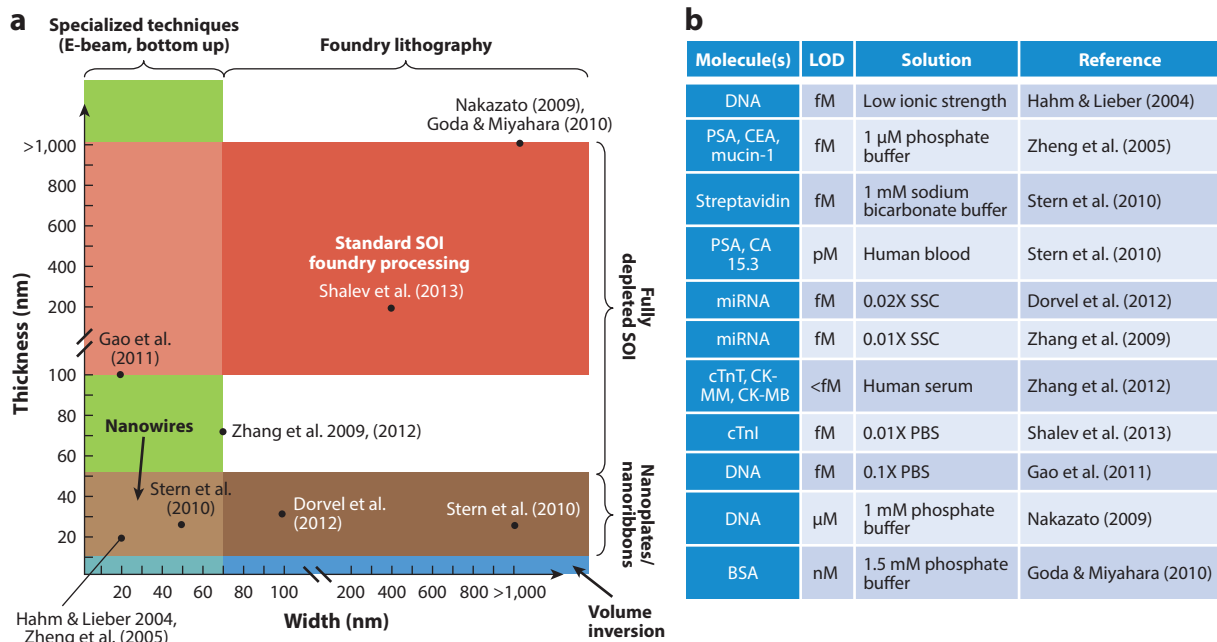 a
Specialized techniques
(E-beam, bottom up)
Foundry lithography
Nakazato (2009),
Goda & Miyahara (2010)
Thickness (nm)
>1,000
800
600
400
200
100
80
60
40
20
Standard SOI
foundry processing
Shalev et al. (2013)
Gao et al.
(2011)
Nanowires
Zhang et al. 2009, (2012)
Stern et al.
(2010)
Dorvel et al.
(2012)
Stern et al. (2010)
Fully
depleted SOI
Nanoplates/
nanoribbons
20 40 60 80 100 200 400 600 800 >1,000
Width (nm)
Hahm & Lieber 2004,
Zheng et al. (2005)
Volume
inversion
b
Molecule(s) LOD Solution Reference
DNA fM Low ionic strength Hahm & Lieber (2004)
PSA, CEA,
mucin-1 fM 1 µM phosphate
buffer Zheng et al. (2005)
Streptavidin fM 1 mM sodium
bicarbonate buffer Stern et al. (2010)
PSA, CA
15.3 pM Human blood Stern et al. (2010)
miRNA fM 0.02X SSC Dorvel et al. (2012)
miRNA fM 0.01X SSC Zhang et al. (2009)
cTnT, CK-
MM, CK-MB <fM Human serum Zhang et al. (2012)
cTnI fM 0.01X PBS Shalev et al. (2013)
DNA fM 0.1X PBS Gao et al. (2011)
DNA µM 1 mM phosphate
buffer Nakazato (2009)
BSA nM 1.5 mM phosphate
buffer Goda & Miyahara (2010)